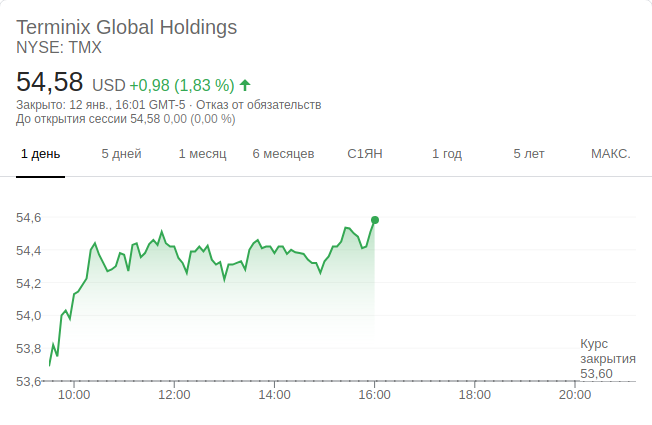 Terminix Global Holdings
NYSE: TMX
54,58 USD +0,98 (1,83 %)
Закрыто: 12 янв., 16:01 GMT-5 · Отказ от обязательств
До открытия сессии 54,58 0,00 (0,00 %)
1 день 5 дней 1 месяц 6 месяцев С1ЯН 1 год 5 лет МАКС.
54,6
54,4
54,2
54,0
53,8
53,6
Курс
закрытия
53,60
10:00 12:00 14:00 16:00 18:00 20:00